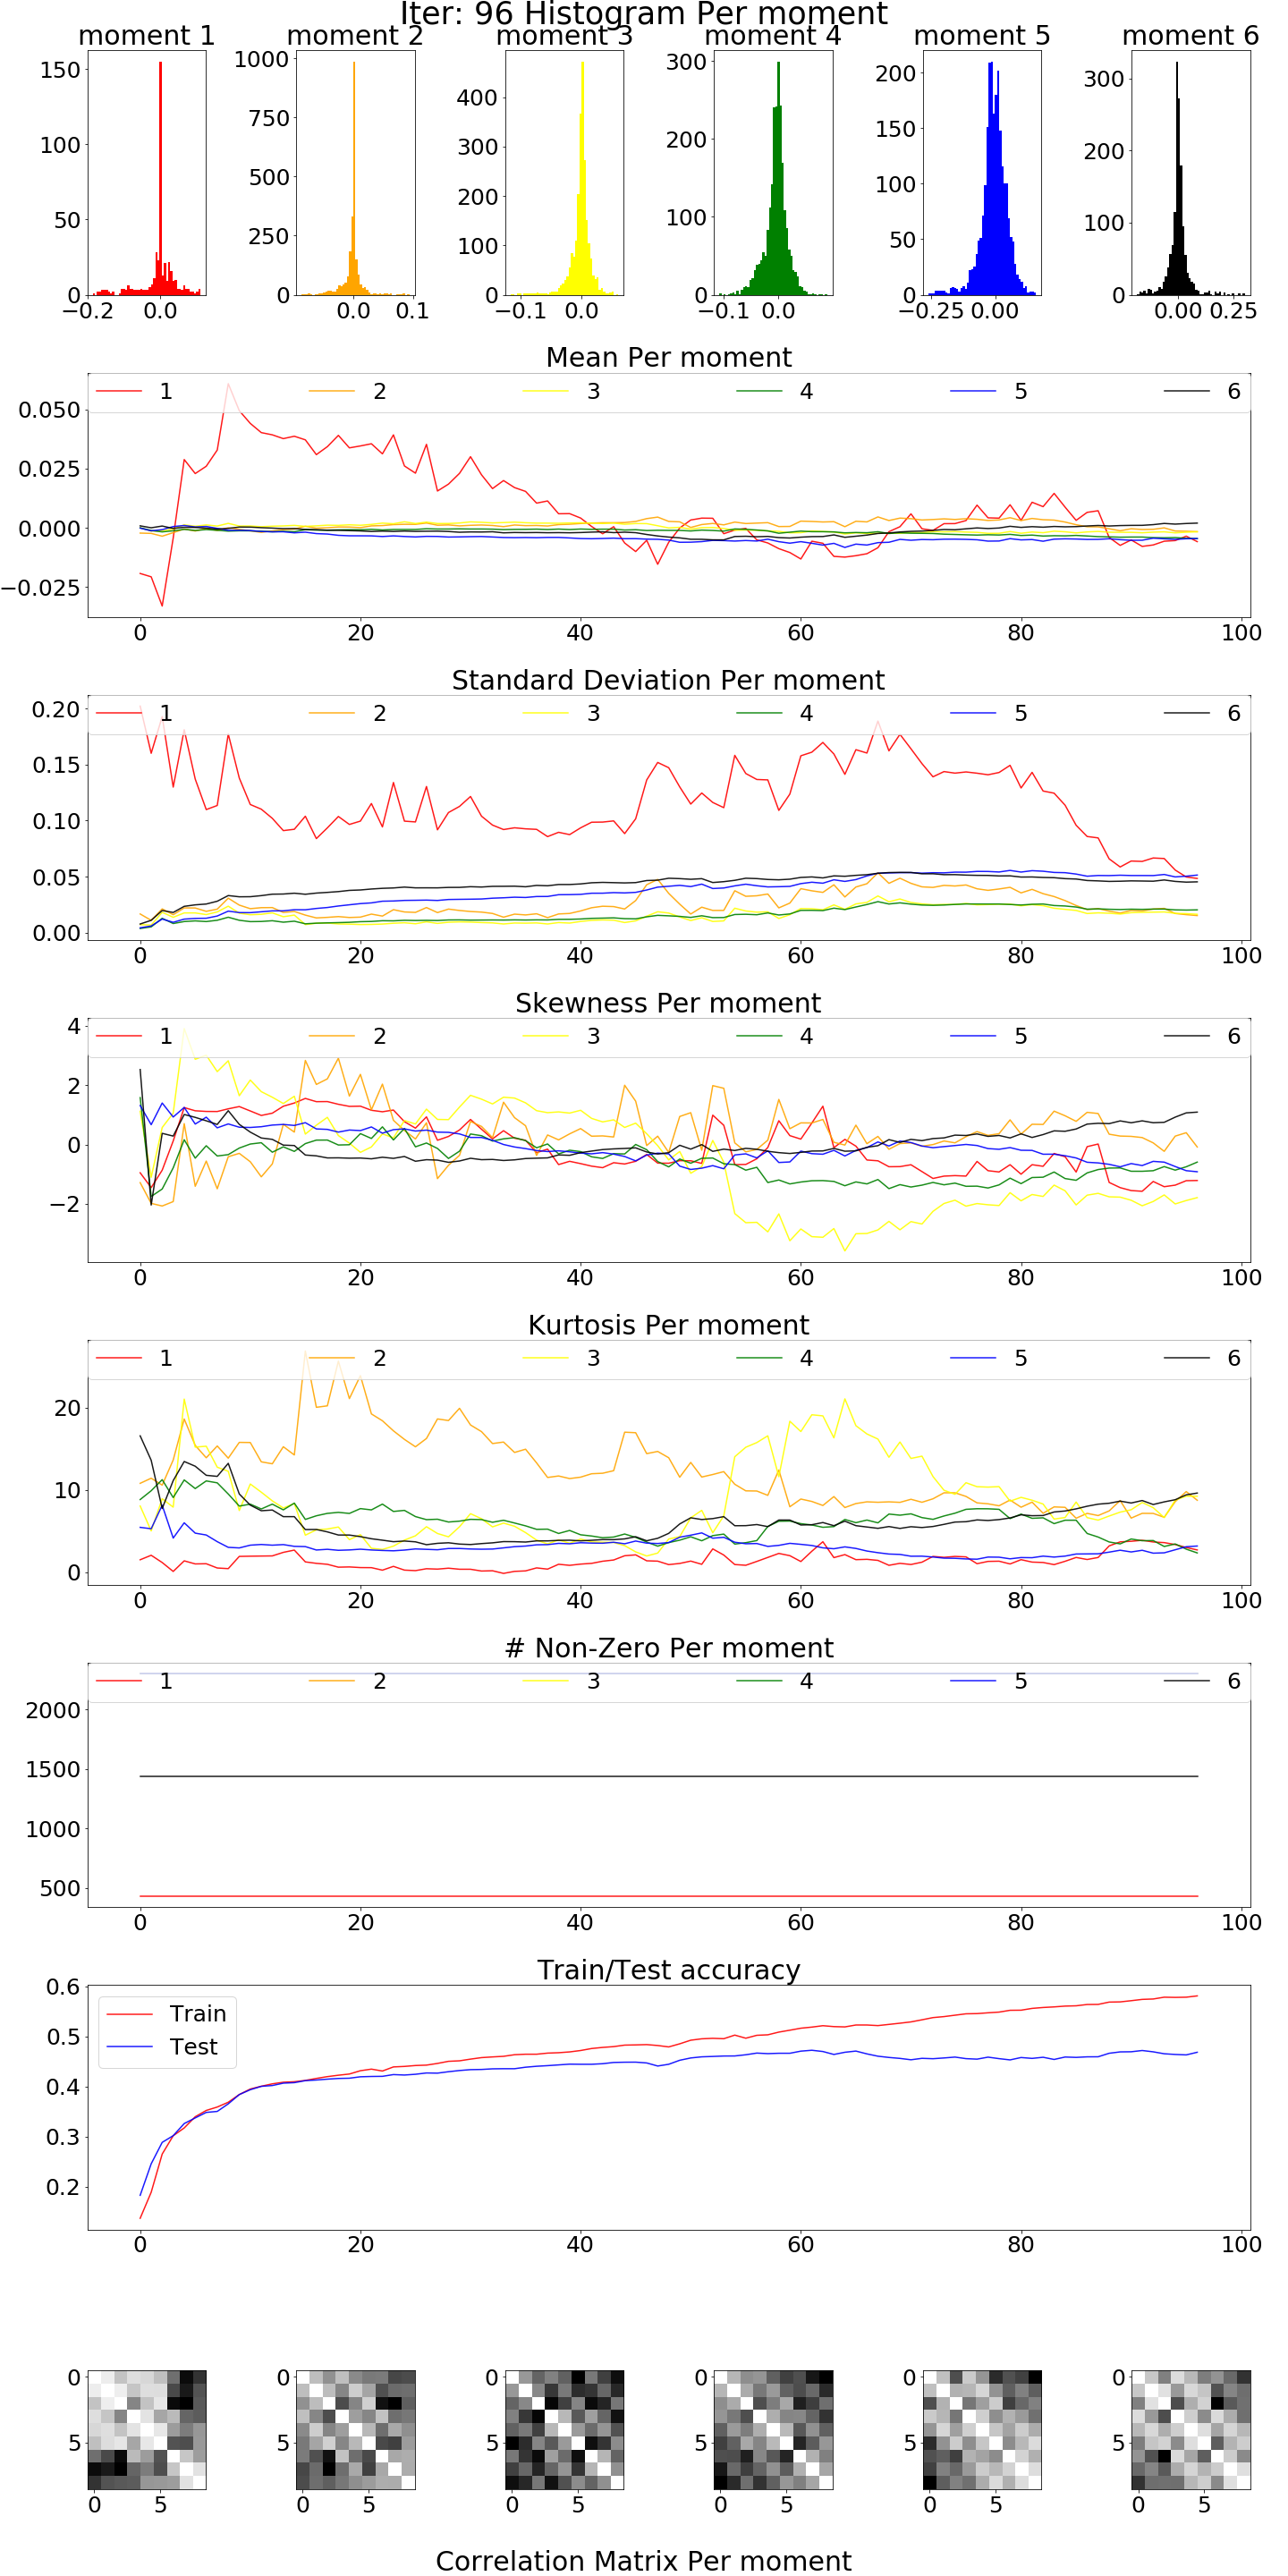 Iter: 96 Histogram Per moment
moment 1 moment 2 moment 3 moment 4 moment 5 moment 6
150 1000 400 300 200 300
100 750 300 200 150 200
50 500 200 100 100 100
0 250 100 0 50 0
0 0 0
−0.2 0.0 0.0 0.1 −0.1 0.0 −0.1 0.0 −0.25 0.00 0.00 0.25
Mean Per moment
1 2 3 4 5 6
0.050
0.025
0.000
−0.025
0 20 40 60 80 100
Standard Deviation Per moment
1 2 3 4 5 6
0.20
0.15
0.10
0.05
0.00
0 20 40 60 80 100
Skewness Per moment
1 2 3 4 5 6
4
2
0
−2
0 20 40 60 80 100
Kurtosis Per moment
1 2 3 4 5 6
20
10
0
0 20 40 60 80 100
# Non-Zero Per moment
1 2 3 4 5 6
2000
1500
1000
500
0 20 40 60 80 100
Train/Test accuracy
Train
Test
0.6
0.5
0.4
0.3
0.2
0 20 40 60 80 100
0 0 0 0 0 0
5 5 5 5 5 5
0 5 0 5 0 5 0 5 0 5 0 5
Correlation Matrix Per moment